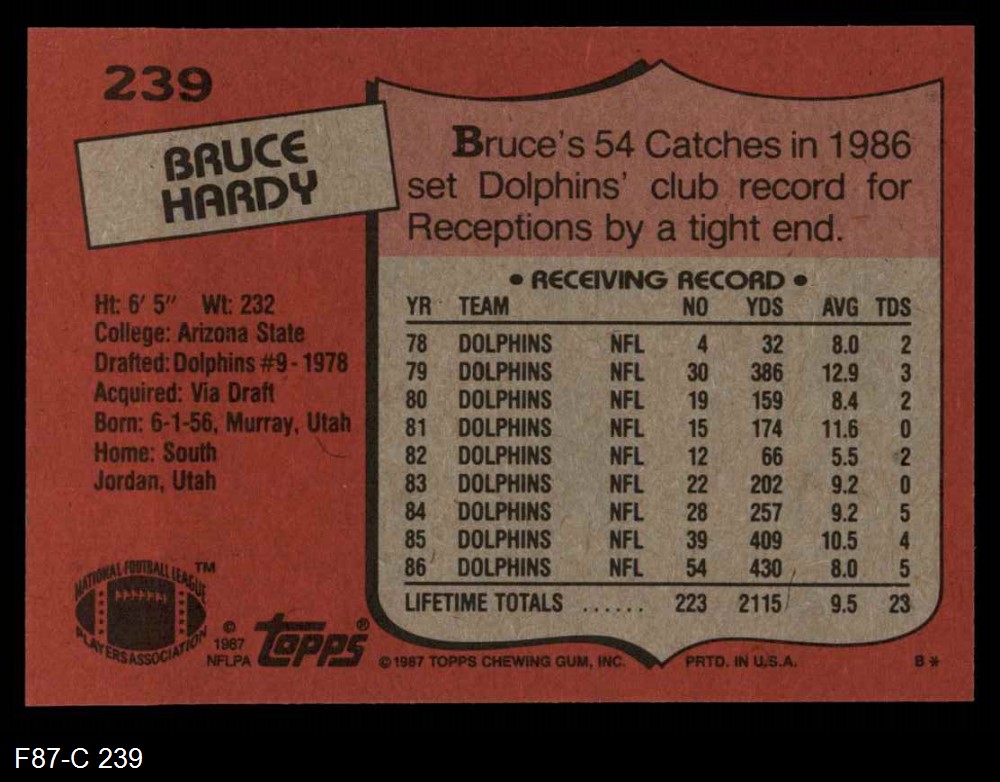 239
BRUCE
HARDY
Bruce's 54 Catches in 1986
set Dolphins' club record for
Receptions by a tight end.
Ht: 6' 5" Wt: 232
College: Arizona State
Drafted: Dolphins #9 - 1978
Acquired: Via Draft
Born: 6-1-56, Murray, Utah
Home: South
Jordan, Utah
• RECEIVING RECORD •
YR TEAM NO YDS AVG TDS
78 DOLPHINS NFL 4 32 8.0 2
79 DOLPHINS NFL 30 386 12.9 3
80 DOLPHINS NFL 19 159 8.4 2
81 DOLPHINS NFL 15 174 11.6 0
82 DOLPHINS NFL 12 66 5.5 2
83 DOLPHINS NFL 22 202 9.2 0
84 DOLPHINS NFL 28 257 9.2 5
85 DOLPHINS NFL 39 409 10.5 4
86 DOLPHINS NFL 54 430 8.0 5
LIFETIME TOTALS ...... 223 2115 9.5 23
NATIONAL FOOTBALL LEAGUE ™
PLAYERS ASSOCIATION
©
1987
NFLPA
topps®
©1987 TOPPS CHEWING GUM, INC. PRTD. IN U.S.A. B*
F87-C 239